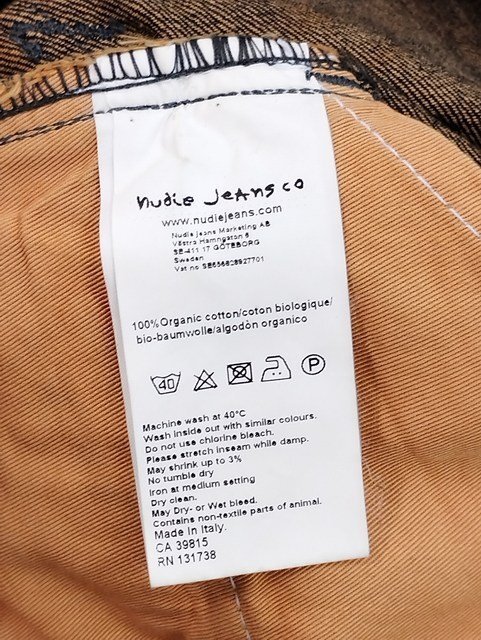 nudie jeans co
www.nudiejeans.com
Nudie Jeans Marketing AB
Västra Hamngatan 6
SE-411 17 GÖTEBORG
Sweden
Vat no SE556628927701
100%Organic cotton/coton biologique/
bio-baumwolle/algodòn organico
40 P
Machine wash at 40°C
Wash inside out with similar colours.
Do not use chlorine bleach.
Please stretch inseam while damp.
May shrink up to 3%
No tumble dry
Iron at medium setting
Dry clean.
May Dry- or Wet bleed.
Contains non-textile parts of animal.
Made in Italy.
CA 39815
RN 131738